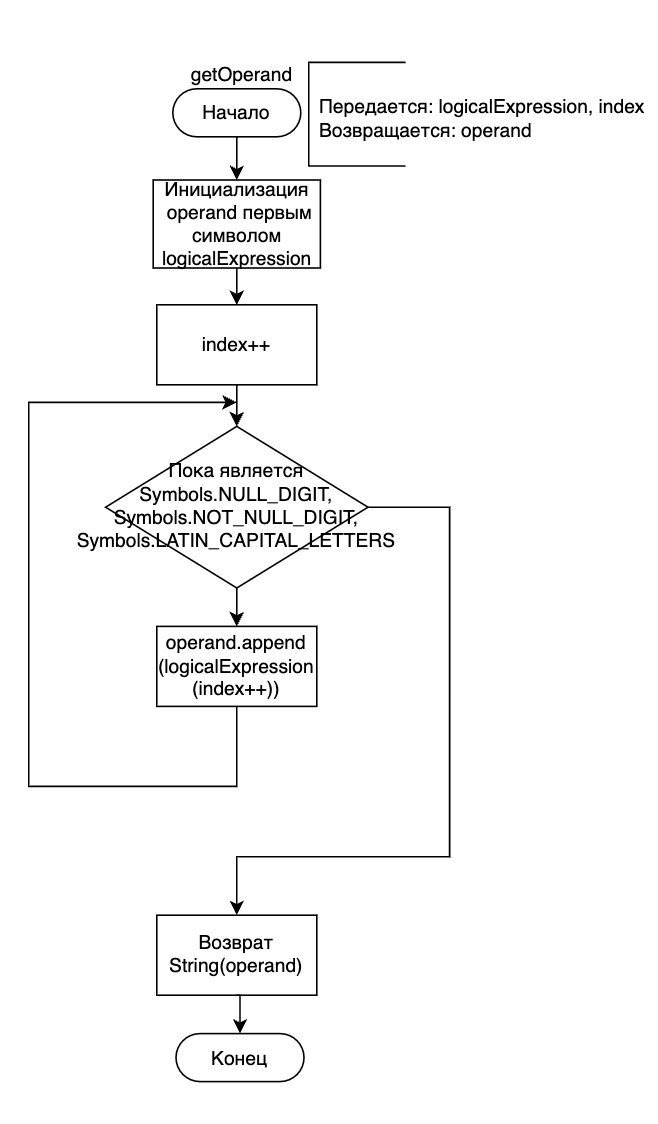 getOperand
Начало
Передается: logicalExpression, index
Возвращается: operand
Инициализация
operand первым
символом
logicalExpression
index++
Пока является
Symbols.NULL_DIGIT,
Symbols.NOT_NULL_DIGIT,
Symbols.LATIN_CAPITAL_LETTERS
operand.append
(logicalExpression
(index++))
Возврат
String(operand)
Конец